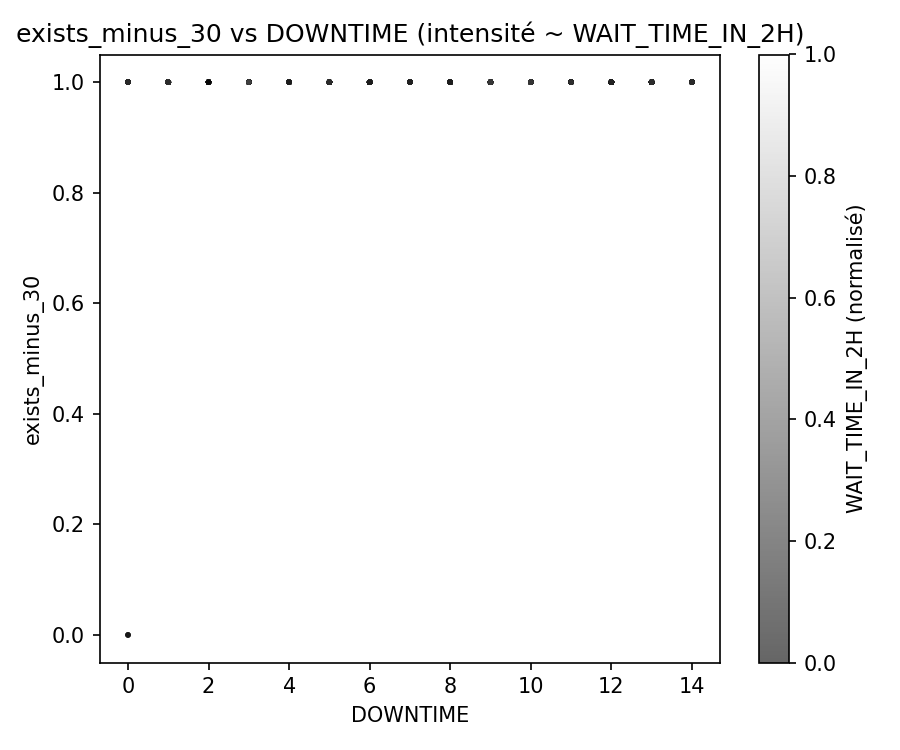 exists_minus_30 vs DOWNTIME (intensité ~ WAIT_TIME_IN_2H)
exists_minus_30
1.0
0.8
0.6
0.4
0.2
0.0
0 2 4 6 8 10 12 14
DOWNTIME
1.0
0.8
0.6
0.4
0.2
0.0
WAIT_TIME_IN_2H (normalisé)